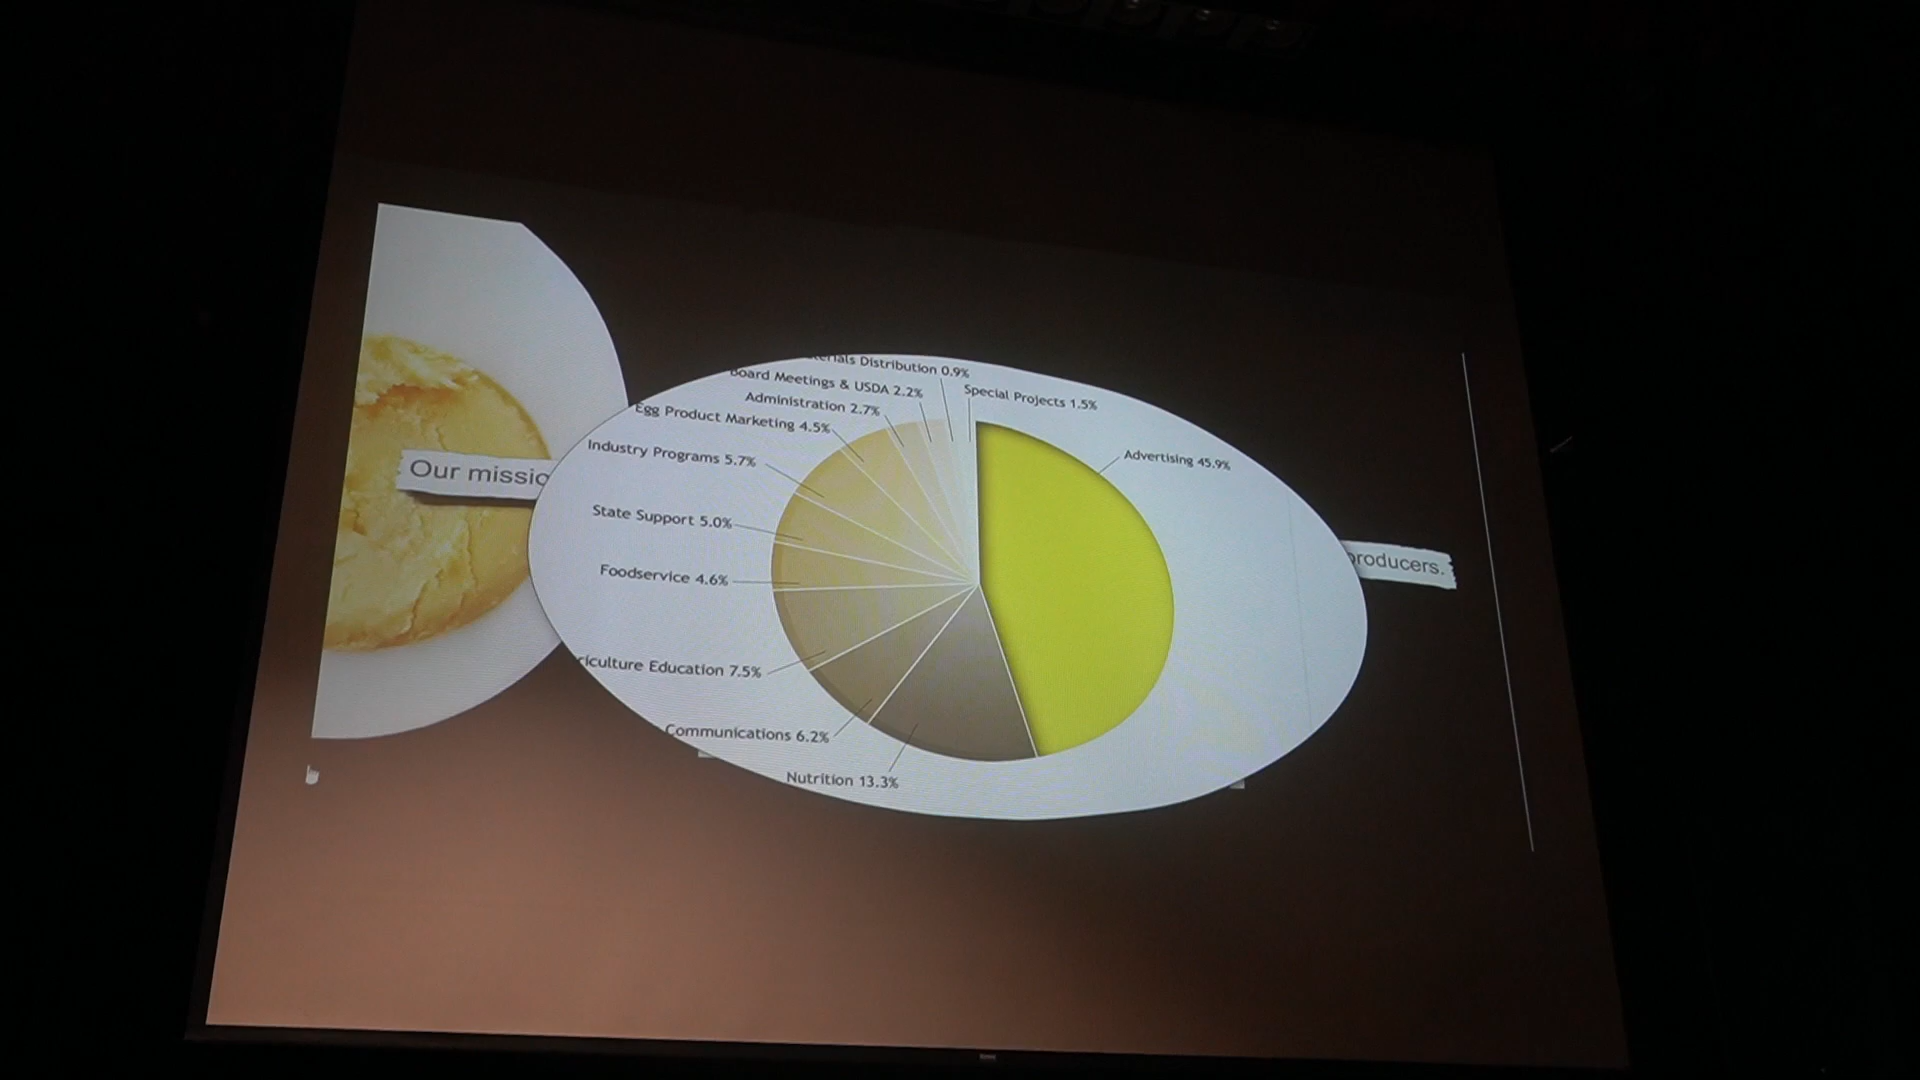 Distribution 0.9%
Board Meetings & USDA 2.2%
Special Projects 1.5%
Administration 2.7%
Egg Product Marketing 4.5%
Advertising 45.9%
Industry Programs 5.7%
Our missio
State Support 5.0%
producers.
Foodservice 4.6%
riculture Education 7.5%
Communications 6.2%
Nutrition 13.3%